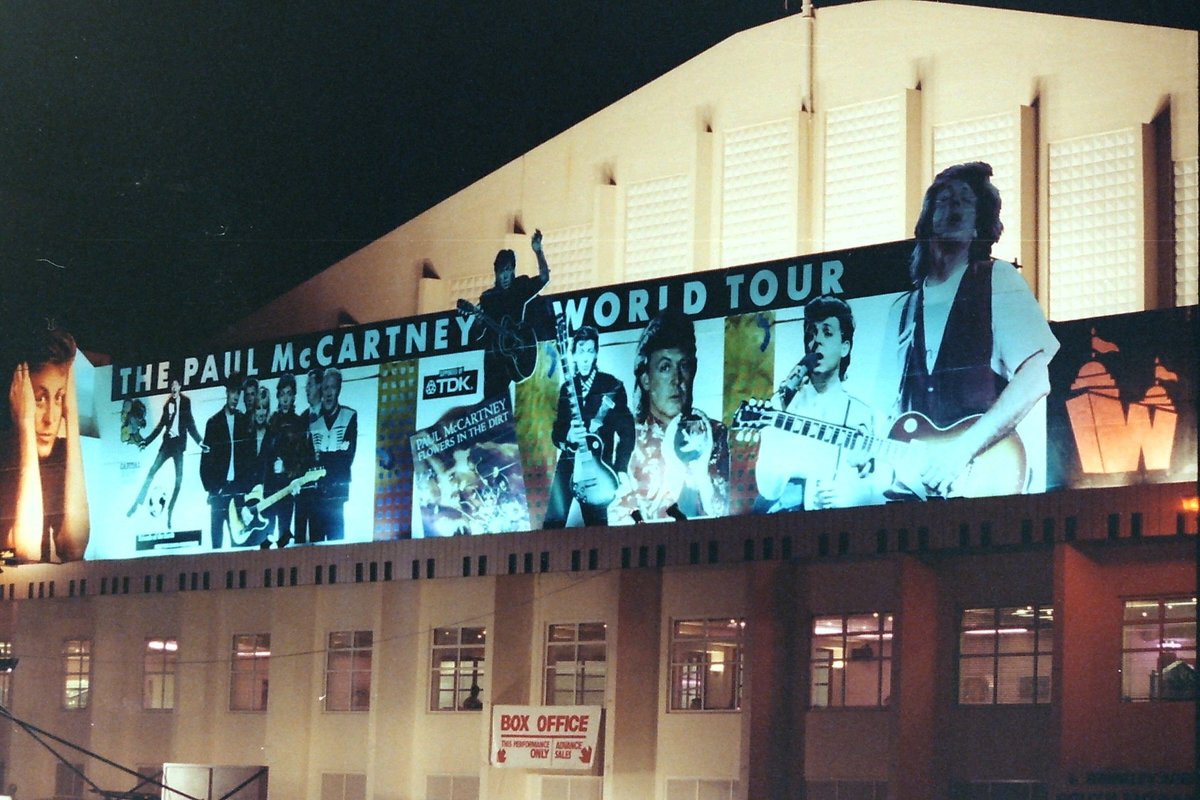 THE PAUL McCARTNEY WORLD TOUR
TDK
PAUL McCARTNEY
FLOWERS IN THE DIRT
W
BOX OFFICE
THIS PERFORMANCE ONLY
ADVANCE SALES